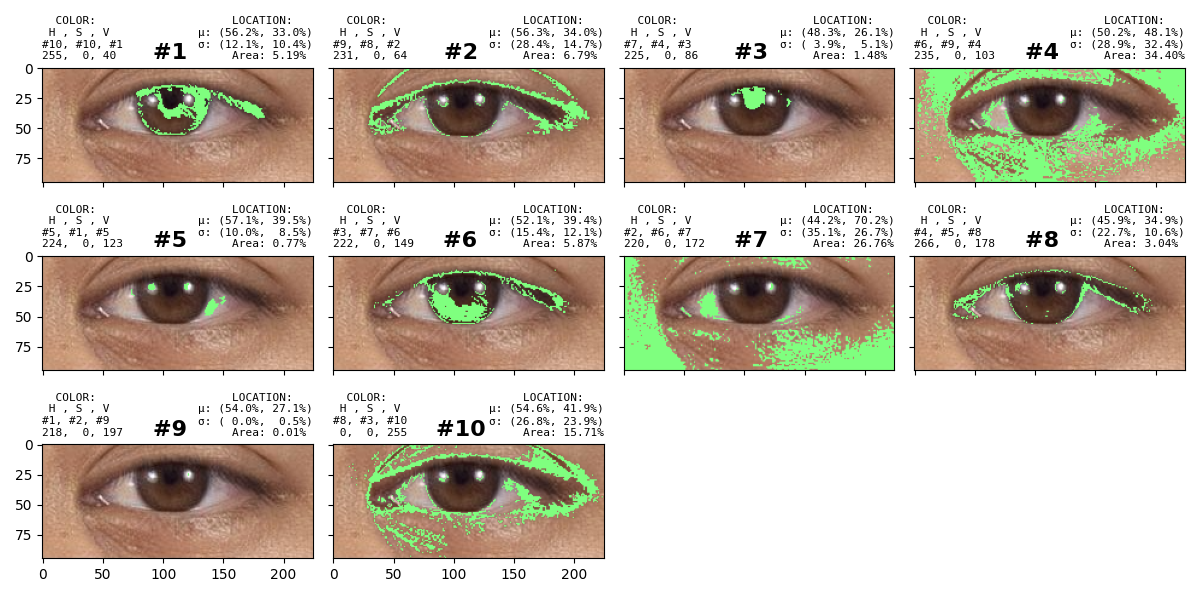 COLOR: LOCATION:
H , S , V μ: (56.2%, 33.0%)
#10, #10, #1 #1 σ: (12.1%, 10.4%)
255, 0, 40 Area: 5.19%
COLOR: LOCATION:
H , S , V μ: (56.3%, 34.0%)
#9, #8, #2 #2 σ: (28.4%, 14.7%)
231, 0, 64 Area: 6.79%
COLOR: LOCATION:
H , S , V μ: (48.3%, 26.1%)
#7, #4, #3 #3 σ: ( 3.9%, 5.1%)
225, 0, 86 Area: 1.48%
COLOR: LOCATION:
H , S , V μ: (50.2%, 48.1%)
#6, #9, #4 #4 σ: (28.9%, 32.4%)
235, 0, 103 Area: 34.40%
0
25
50
75
COLOR: LOCATION:
H , S , V μ: (57.1%, 39.5%)
#5, #1, #5 #5 σ: (10.0%, 8.5%)
224, 0, 123 Area: 0.77%
COLOR: LOCATION:
H , S , V μ: (52.1%, 39.4%)
#3, #7, #6 #6 σ: (15.4%, 12.1%)
222, 0, 149 Area: 5.87%
COLOR: LOCATION:
H , S , V μ: (44.2%, 70.2%)
#2, #6, #7 #7 σ: (35.1%, 26.7%)
220, 0, 172 Area: 26.76%
COLOR: LOCATION:
H , S , V μ: (45.9%, 34.9%)
#4, #5, #8 #8 σ: (22.7%, 10.6%)
266, 0, 178 Area: 3.04%
0
25
50
75
COLOR: LOCATION:
H , S , V μ: (54.0%, 27.1%)
#1, #2, #9 #9 σ: ( 0.0%, 0.5%)
218, 0, 197 Area: 0.01%
COLOR: LOCATION:
H , S , V μ: (54.6%, 41.9%)
#8, #3, #10 #10 σ: (26.8%, 23.9%)
0, 0, 255 Area: 15.71%
0
25
50
75
0 50 100 150 200
0 50 100 150 200